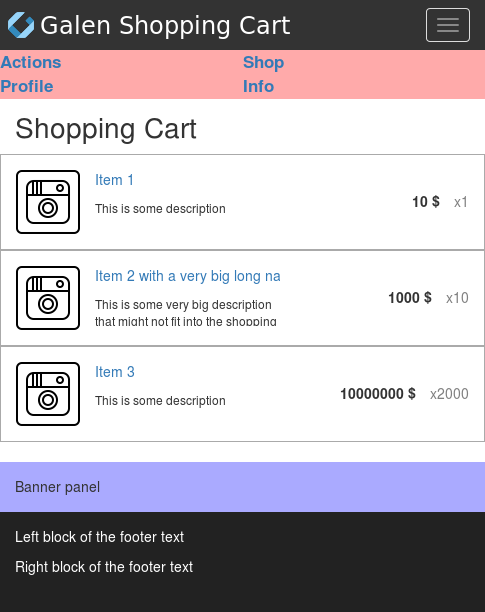 Galen Shopping Cart
Actions Shop
Profile Info
Shopping Cart
Item 1
This is some description
10 $ x1
Item 2 with a very big long na
This is some very big description
that might not fit into the shopping
1000 $ x10
Item 3
This is some description
10000000 $ x2000
Banner panel
Left block of the footer text
Right block of the footer text